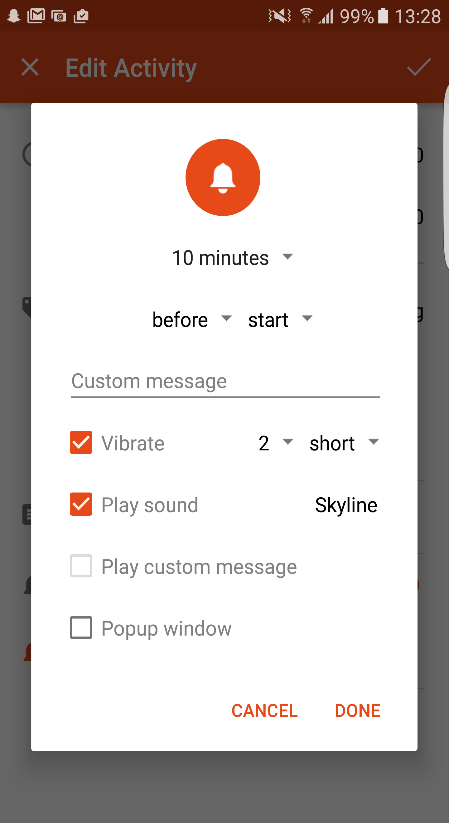 99% 13:28
Edit Activity
10 minutes
before start
Custom message
Vibrate 2 short
Play sound Skyline
Play custom message
Popup window
CANCEL DONE